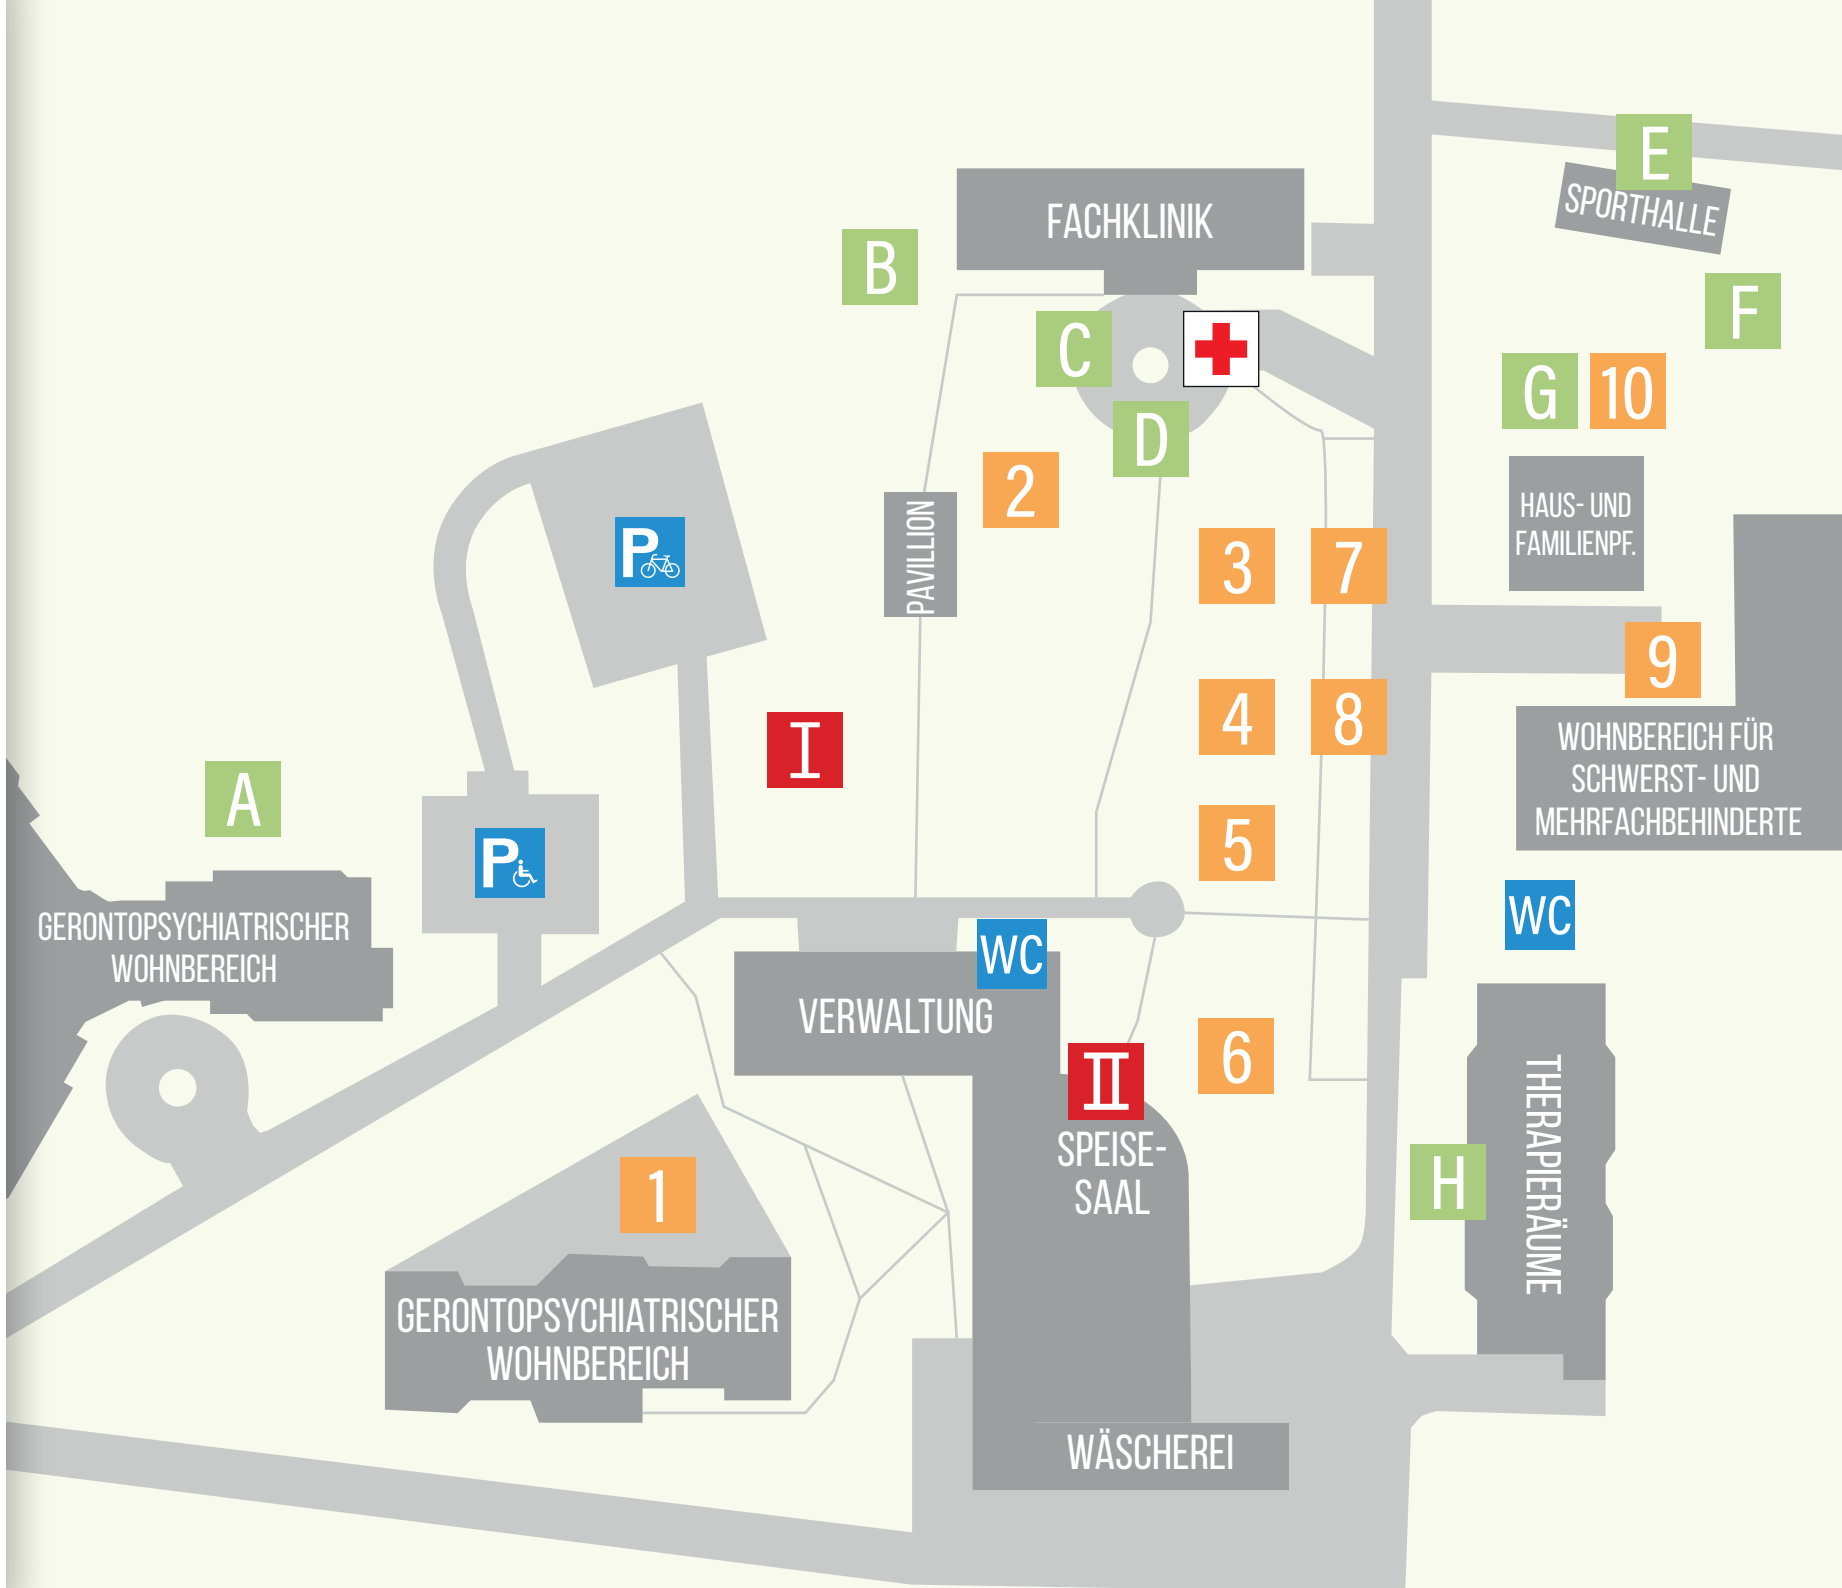 E
SPORTHALLE
FACHKLINIK
B
F
C
D
G
10
2
HAUS- UND
FAMILIENPF.
P
PAVILLION
3
7
9
I
4
8
WOHNBEREICH FÜR
SCHWERST- UND
MEHRFACHBEHINDERTE
A
P
5
GERONTOPSYCHIATRISCHER
WOHNBEREICH
WC
WC
VERWALTUNG
6
II
SPEISE-
SAAL
THERAPIERÄUME
H
1
GERONTOPSYCHIATRISCHER
WOHNBEREICH
WÄSCHEREI